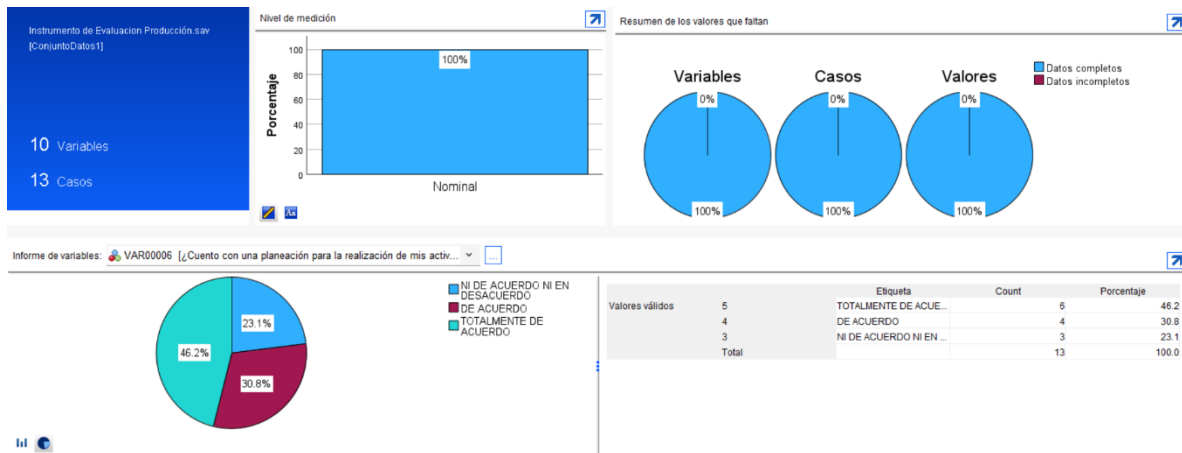 Instrumento de Evaluacion Producción.sav
[ConjuntoDatos1]
10 Variables
13 Casos
Nivel de medición
Porcentaje
100
80
60
40
20
0
100%
Nominal
Aa
Resumen de los valores que faltan
Variables
Casos
Valores
0%
0%
0%
100%
100%
100%
Datos completos
Datos incompletos
Informe de variables: VAR00006 [¿Cuento con una planeación para la realización de mis activ... ...
23.1%
46.2%
30.8%
NI DE ACUERDO NI EN
DESACUERDO
DE ACUERDO
TOTALMENTE DE
ACUERDO
Etiqueta Count Porcentaje
Valores válidos 5 TOTALMENTE DE ACUE... 6 46.2
4 DE ACUERDO 4 30.8
3 NI DE ACUERDO NI EN ... 3 23.1
Total 13 100.0